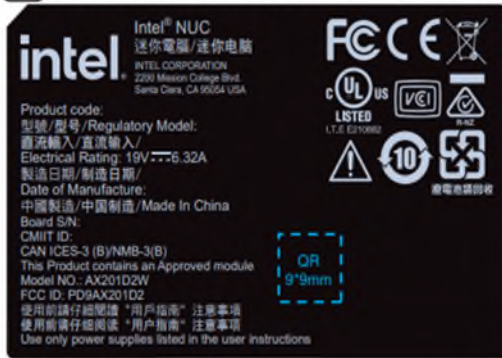 intel.
Intel® NUC
迷你電腦/迷你电脑
INTEL CORPORATION
2200 Mission College Blvd.
Santa Clara, CA 95054 USA
Product code:
型號/型号/Regulatory Model:
直流輸入/直流输入/
Electrical Rating: 19V⎓6.32A
製造日期/制造日期/
Date of Manufacture:
中國製造/中国制造/Made In China
Board S/N:
CMIIT ID:
CAN ICES-3 (B)/NMB-3(B)
This Product contains an Approved module
Model NO.: AX201D2W
FCC ID: PD9AX201D2
使用前請仔細閱讀 "用戶指南" 注意事項
使用前请仔细阅读 "用户指南" 注意事项
Use only power supplies listed in the user instructions
FC CE
c UL US
LISTED
I.T.E E210882
VCI
R-NZ
10
廢電池請回收
QR
9*9mm